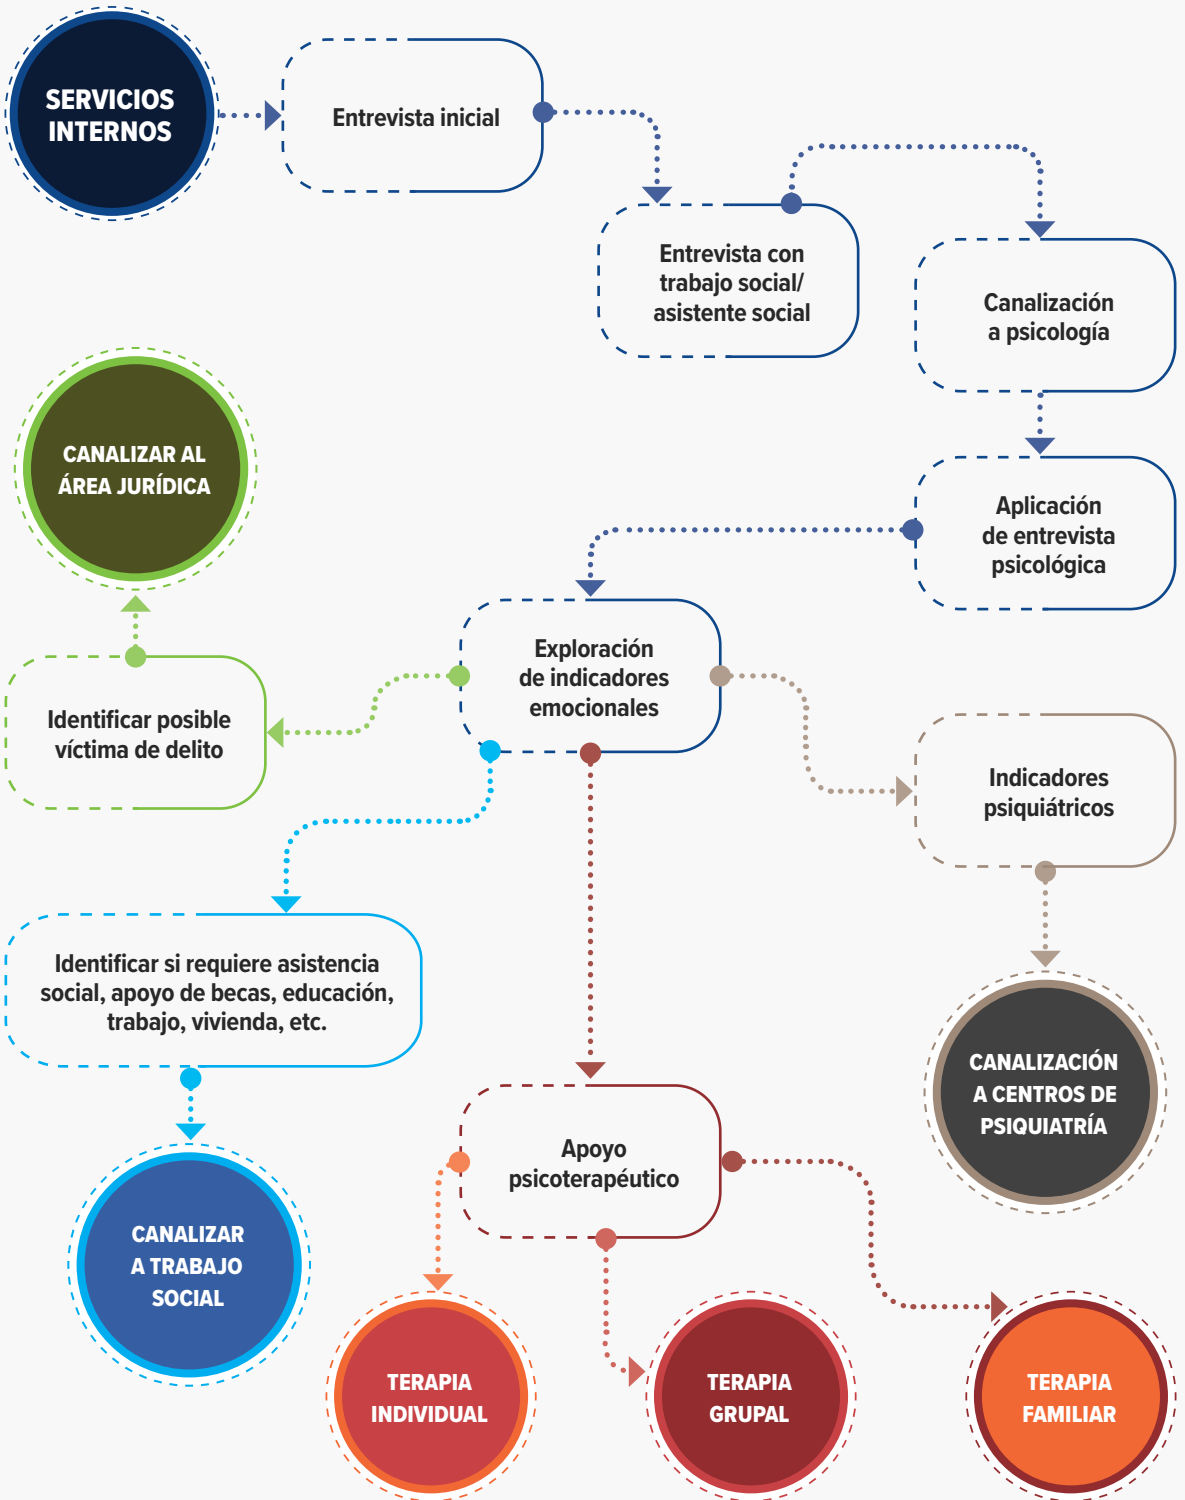 SERVICIOS
INTERNOS
Entrevista inicial
Entrevista con
trabajo social/
asistente social
Canalización
a psicología
CANALIZAR AL
ÁREA JURÍDICA
Aplicación
de entrevista
psicológica
Exploración
de indicadores
emocionales
Identificar posible
víctima de delito
Indicadores
psiquiátricos
Identificar si requiere asistencia
social, apoyo de becas, educación,
trabajo, vivienda, etc.
CANALIZACIÓN
A CENTROS DE
PSIQUIATRÍA
Apoyo
psicoterapéutico
CANALIZAR
A TRABAJO
SOCIAL
TERAPIA
INDIVIDUAL
TERAPIA
GRUPAL
TERAPIA
FAMILIAR